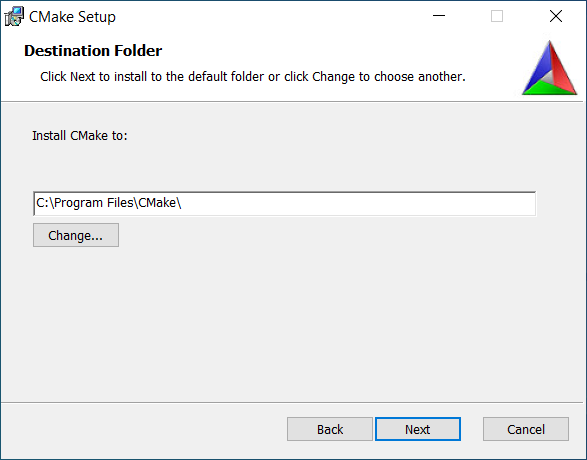 CMake Setup
Destination Folder
Click Next to install to the default folder or click Change to choose another.
Install CMake to:
C:\Program Files\CMake\
Change...
Back
Next
Cancel